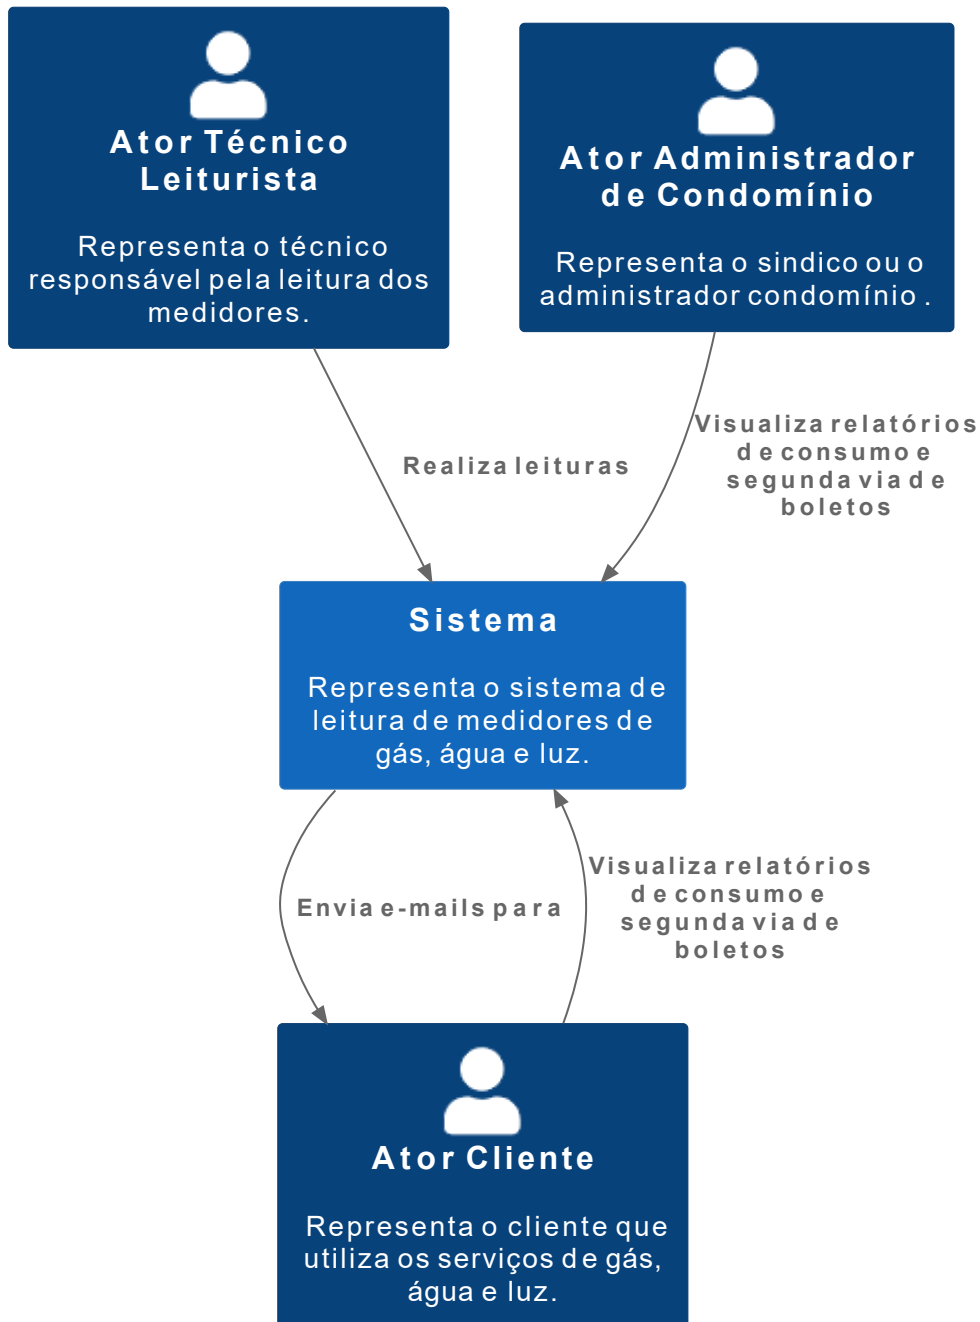 Ator Técnico
Leiturista
Representa o técnico
responsável pela leitura dos
medidores.
Ator Administrador
de Condomínio
Representa o sindico ou o
administrador condomínio .
Realiza leituras
Visualiza relatórios
de consumo e
segunda via de
boletos
Sistema
Representa o sistema de
leitura de medidores de
gás, água e luz.
Envia e-mails para
Visualiza relatórios
de consumo e
segunda via de
boletos
Ator Cliente
Representa o cliente que
utiliza os serviços de gás,
água e luz.